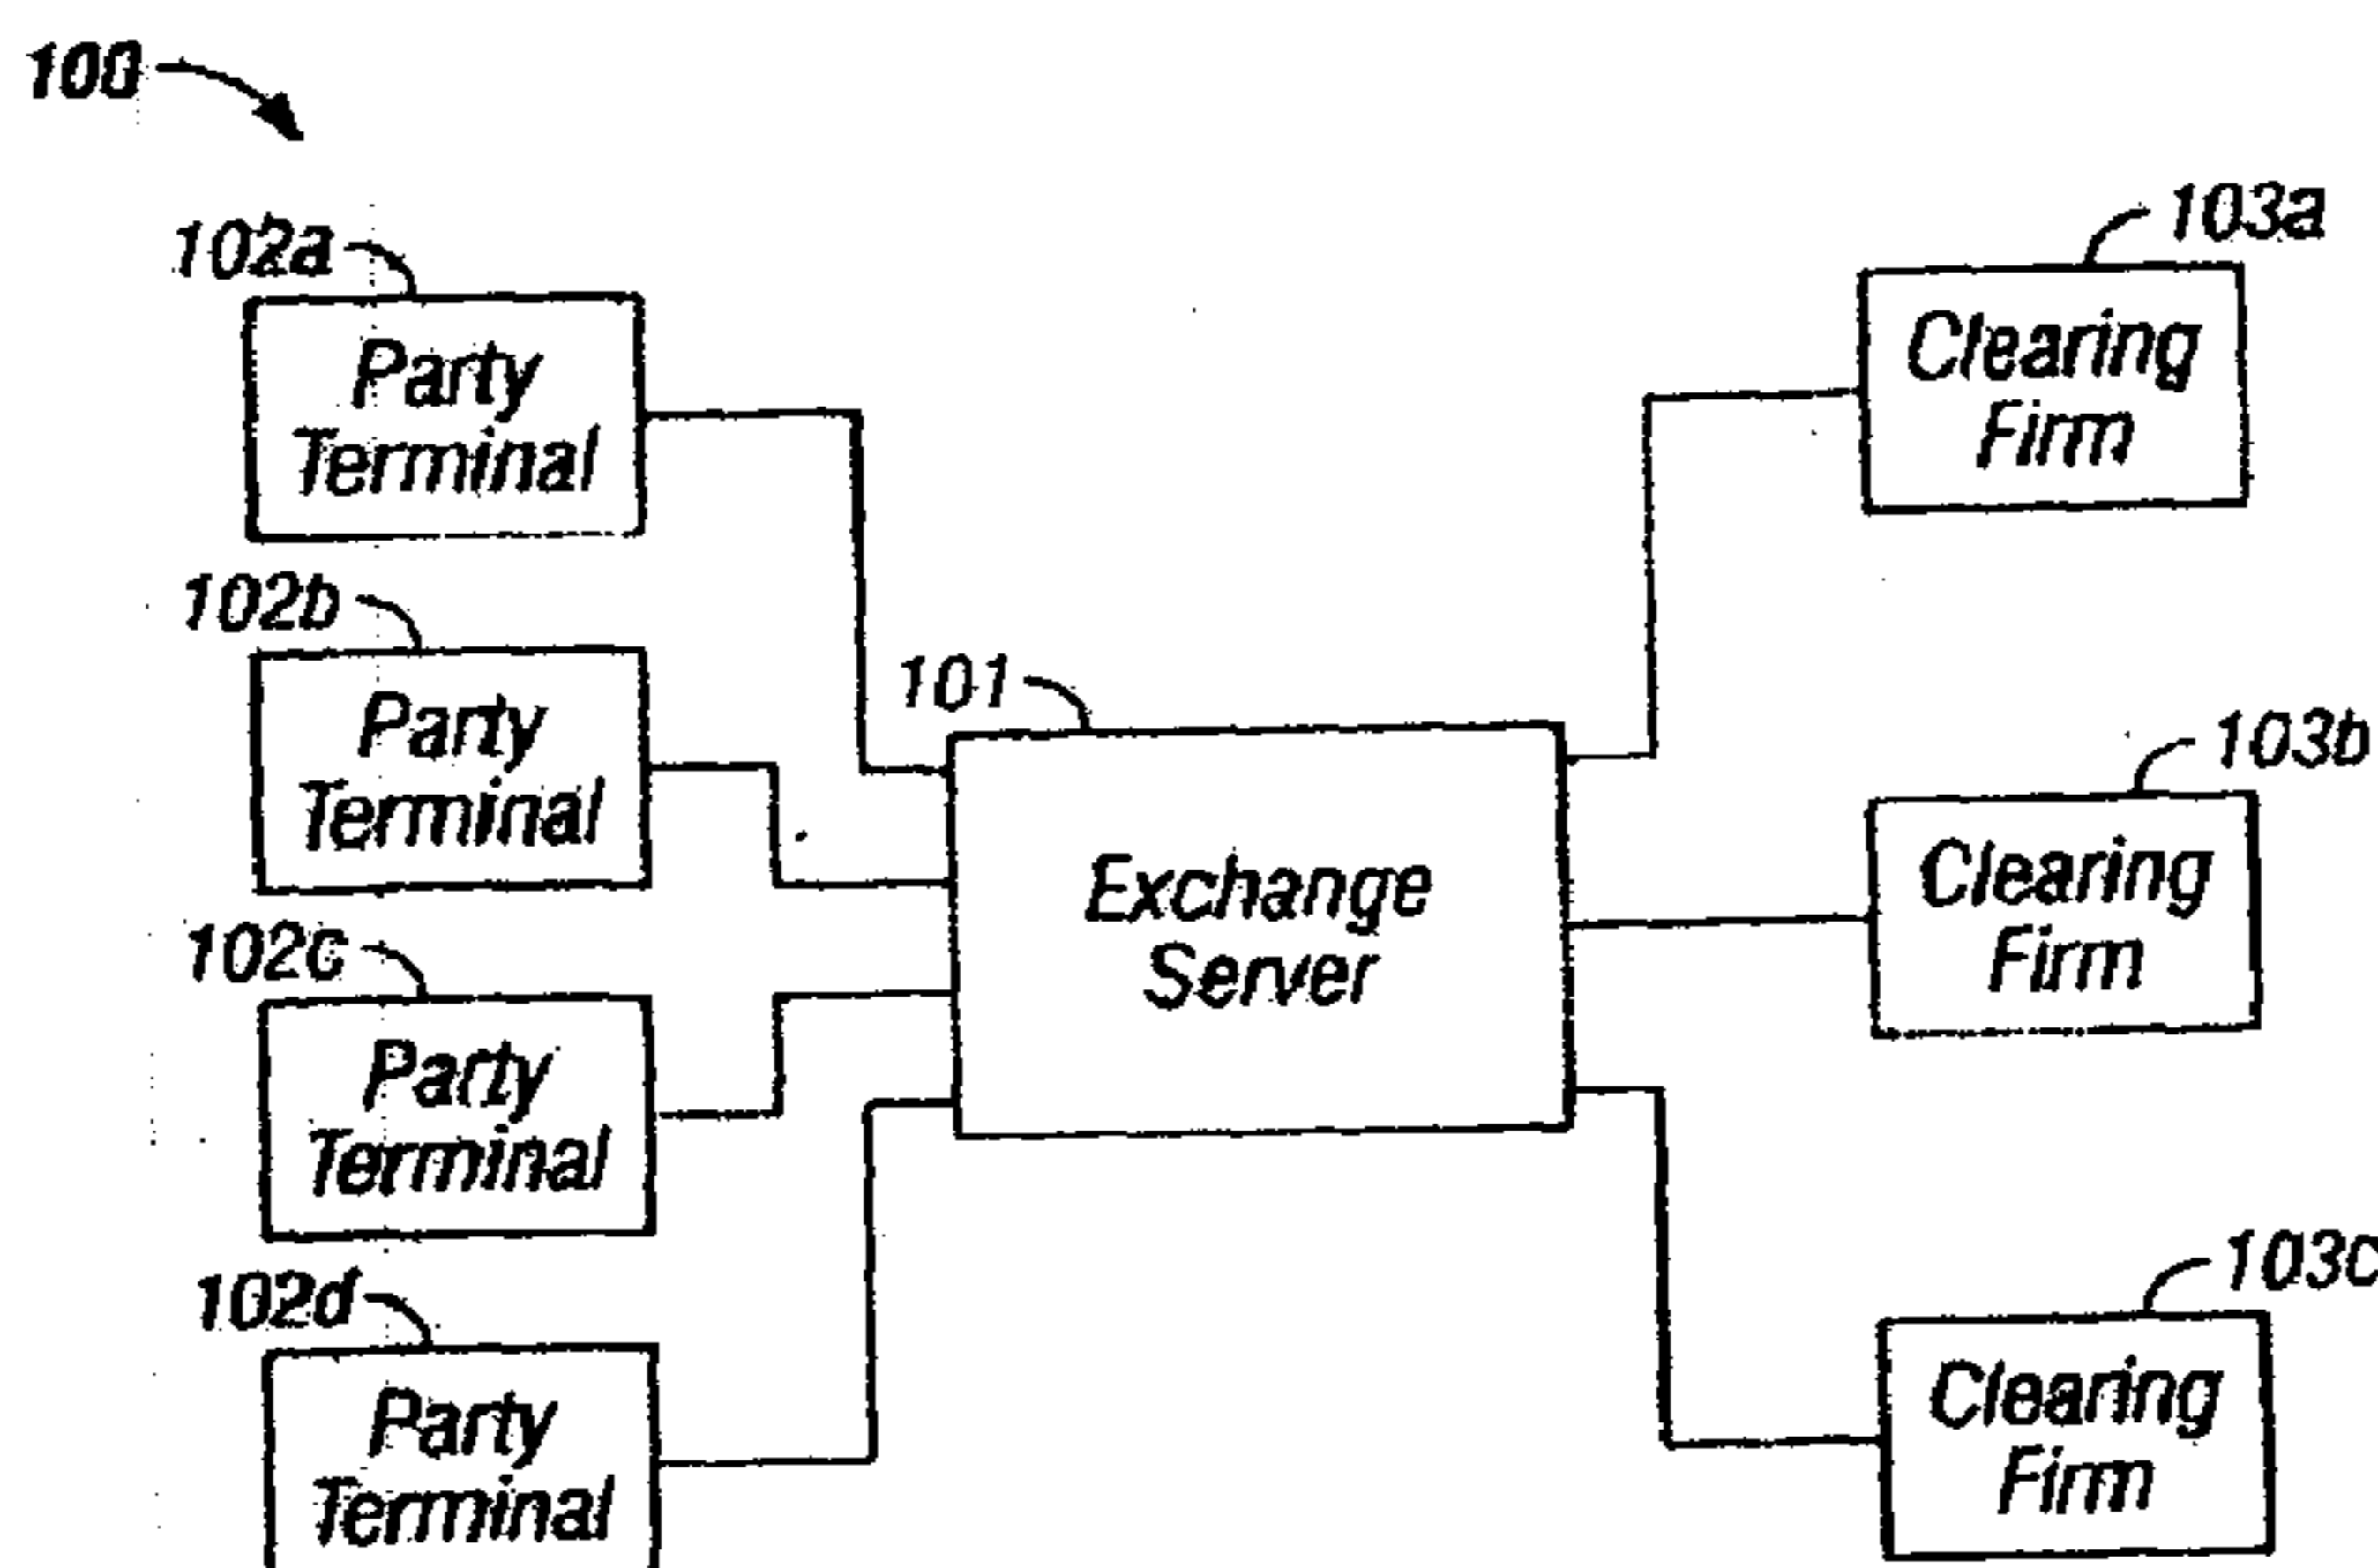 100
102a
Party
Terminal
102b
Party
Terminal
102c
Party
Terminal
102d
Party
Terminal
101
Exchange
Server
103a
Clearing
Firm
103b
Clearing
Firm
103c
Clearing
Firm